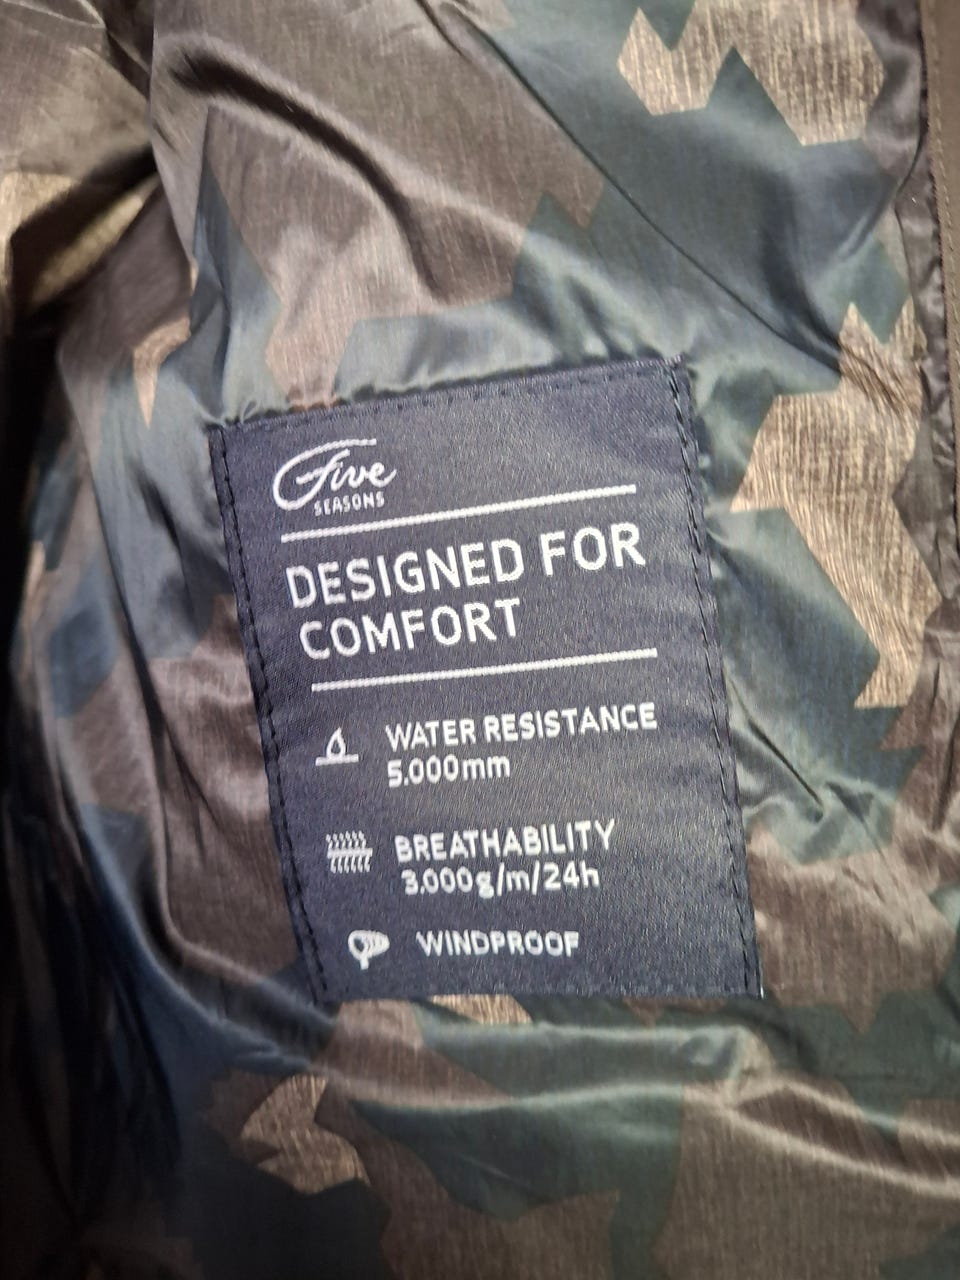 Five
SEASONS
DESIGNED FOR
COMFORT
WATER RESISTANCE
5.000mm
BREATHABILITY
3.000g/m/24h
WINDPROOF